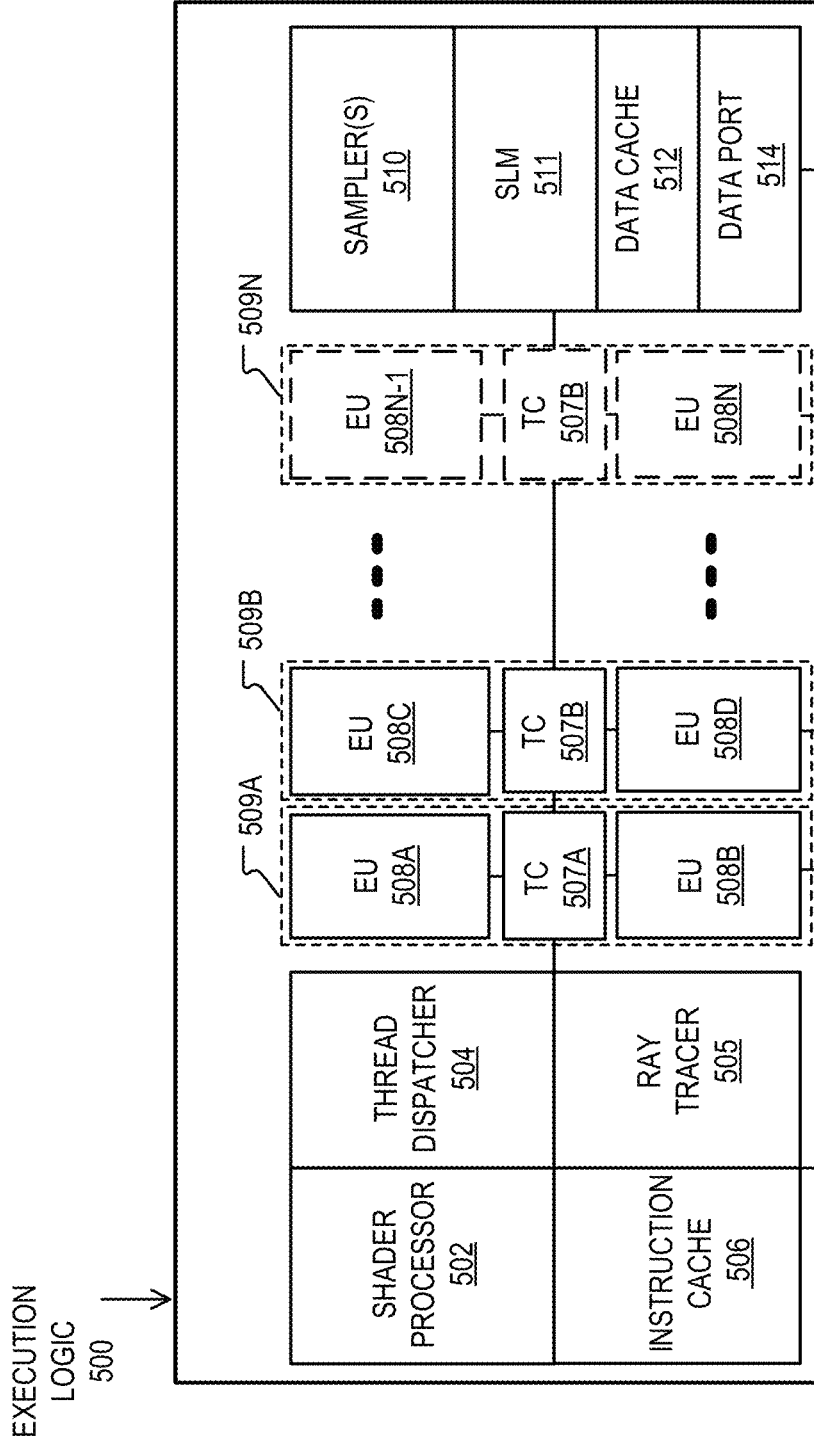 EXECUTION
LOGIC
500
SHADER
PROCESSOR
502
THREAD
DISPATCHER
504
INSTRUCTION
CACHE
506
RAY
TRACER
505
509A
EU
508A
TC
507A
EU
508B
509B
EU
508C
TC
507B
EU
508D
509N
EU
508N-1
TC
507B
EU
508N
SAMPLER(S)
510
SLM
511
DATA CACHE
512
DATA PORT
514